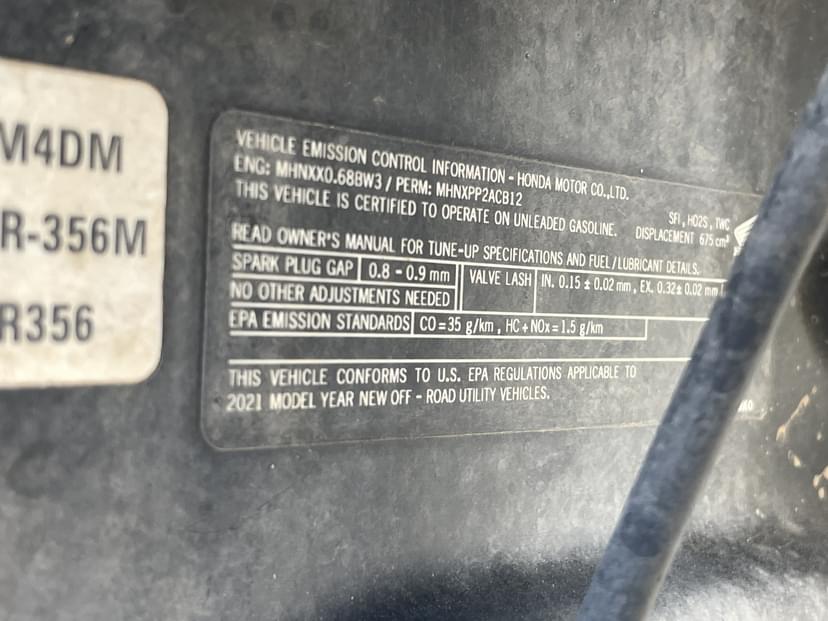 M4DM
R-356M
R356
VEHICLE EMISSION CONTROL INFORMATION - HONDA MOTOR CO.,LTD.
ENG: MHNXX0.68BW3 / PERM: MHNXPP2ACB12
SFI , HO2S , TWC
THIS VEHICLE IS CERTIFIED TO OPERATE ON UNLEADED GASOLINE.
DISPLACEMENT 675 cm³
READ OWNER'S MANUAL FOR TUNE-UP SPECIFICATIONS AND FUEL / LUBRICANT DETAILS.
SPARK PLUG GAP 0.8 - 0.9 mm VALVE LASH IN. 0.15 ± 0.02 mm , EX. 0.32± 0.02 mm
NO OTHER ADJUSTMENTS NEEDED
EPA EMISSION STANDARDS CO = 35 g/km , HC + NOx = 1.5 g/km
THIS VEHICLE CONFORMS TO U.S. EPA REGULATIONS APPLICABLE TO
2021 MODEL YEAR NEW OFF - ROAD UTILITY VEHICLES.